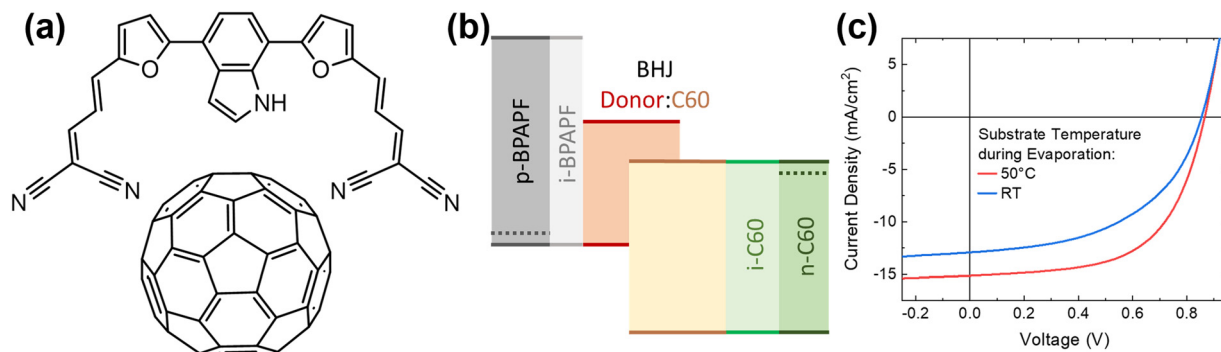 (a)
O
NH
O
N
N
N
N
(b)
BHJ
Donor:C60
p-BPAPF
i-BPAPF
i-C60
n-C60
(c)
Current Density (mA/cm²)
5
0
-5
-10
-15
Substrate Temperature
during Evaporation:
50°C
RT
-0.2
0.0
0.2
0.4
0.6
0.8
Voltage (V)